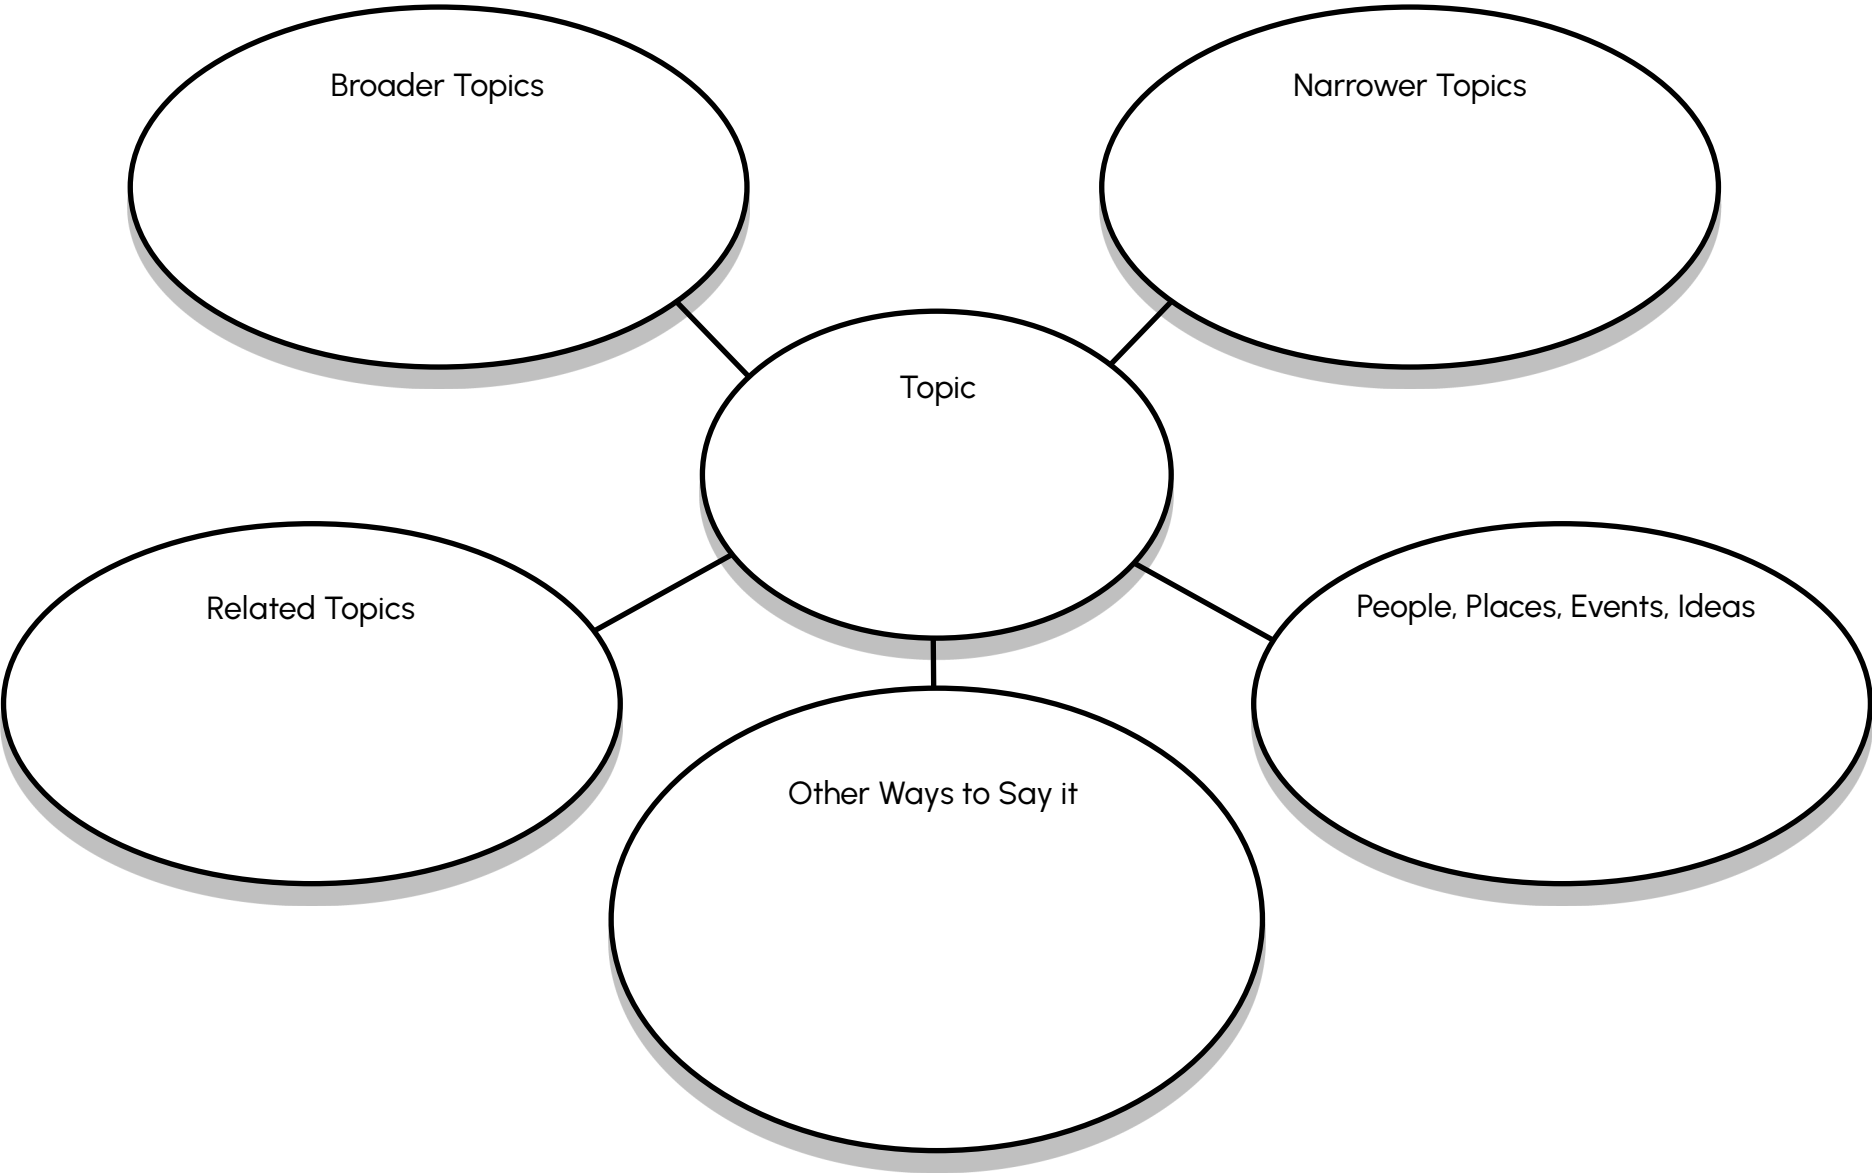 Broader Topics
Narrower Topics
Topic
Related Topics
People, Places, Events, Ideas
Other Ways to Say it